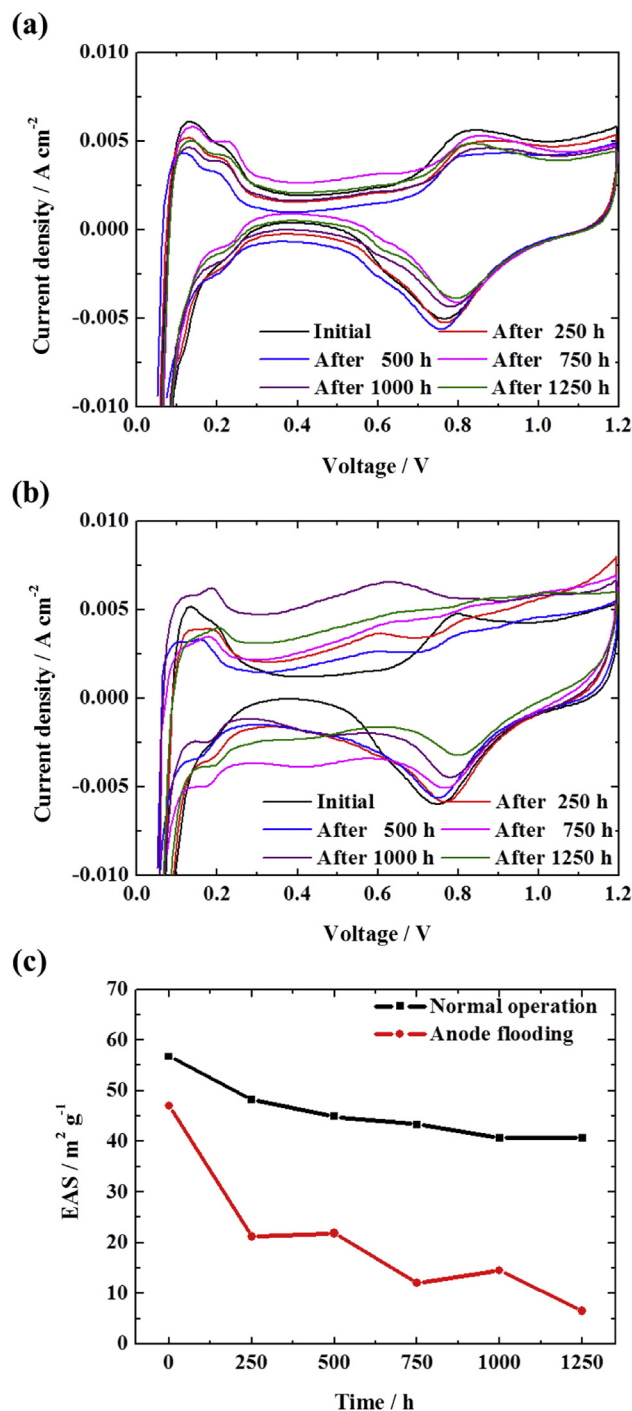 (a)
0.010
0.005
0.000
-0.005
-0.010
Current density / A cm-2
Initial
After 250 h
After 500 h
After 750 h
After 1000 h
After 1250 h
0.0 0.2 0.4 0.6 0.8 1.0 1.2
Voltage / V
(b)
0.010
0.005
0.000
-0.005
-0.010
Current density / A cm-2
Initial
After 250 h
After 500 h
After 750 h
After 1000 h
After 1250 h
0.0 0.2 0.4 0.6 0.8 1.0 1.2
Voltage / V
(c)
70
60
50
40
30
20
10
0
EAS / m2 g-1
Normal operation
Anode flooding
0 250 500 750 1000 1250
Time / h